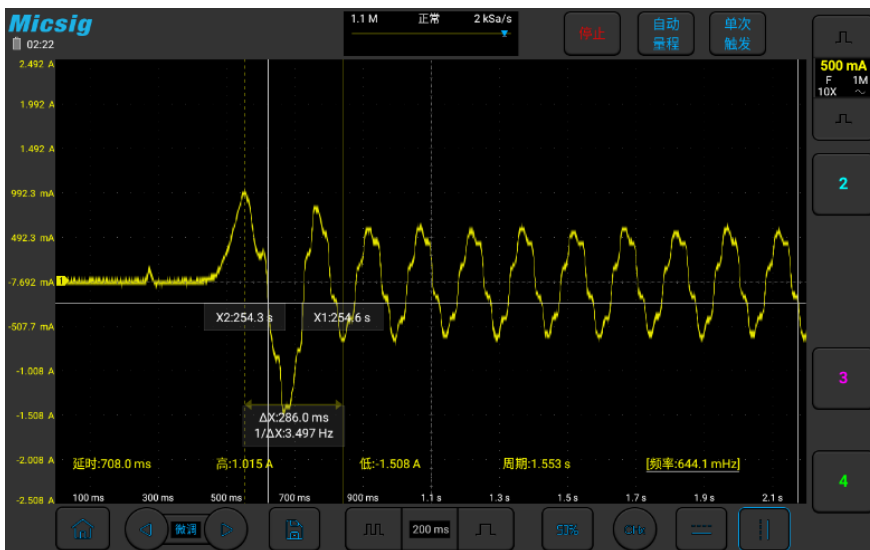 Micsig
02:22
1.1 M 正常 2 kSa/s
停止
自动
量程
单次
触发
500 mA
F 1M
10X
2.492 A
1.992 A
1.492 A
992.3 mA
492.3 mA
-7.692 mA
-507.7 mA
-1.008 A
-1.508 A
-2.008 A
-2.508 A
1
2
3
4
X2:254.3 s
X1:254.6 s
ΔX:286.0 ms
1/ΔX:3.497 Hz
延时:708.0 ms 高:1.015 A 低:-1.508 A 周期:1.553 s [频率:644.1 mHz]
100 ms 300 ms 500 ms 700 ms 900 ms 1.1 s 1.3 s 1.5 s 1.7 s 1.9 s 2.1 s
微调
200 ms
50%